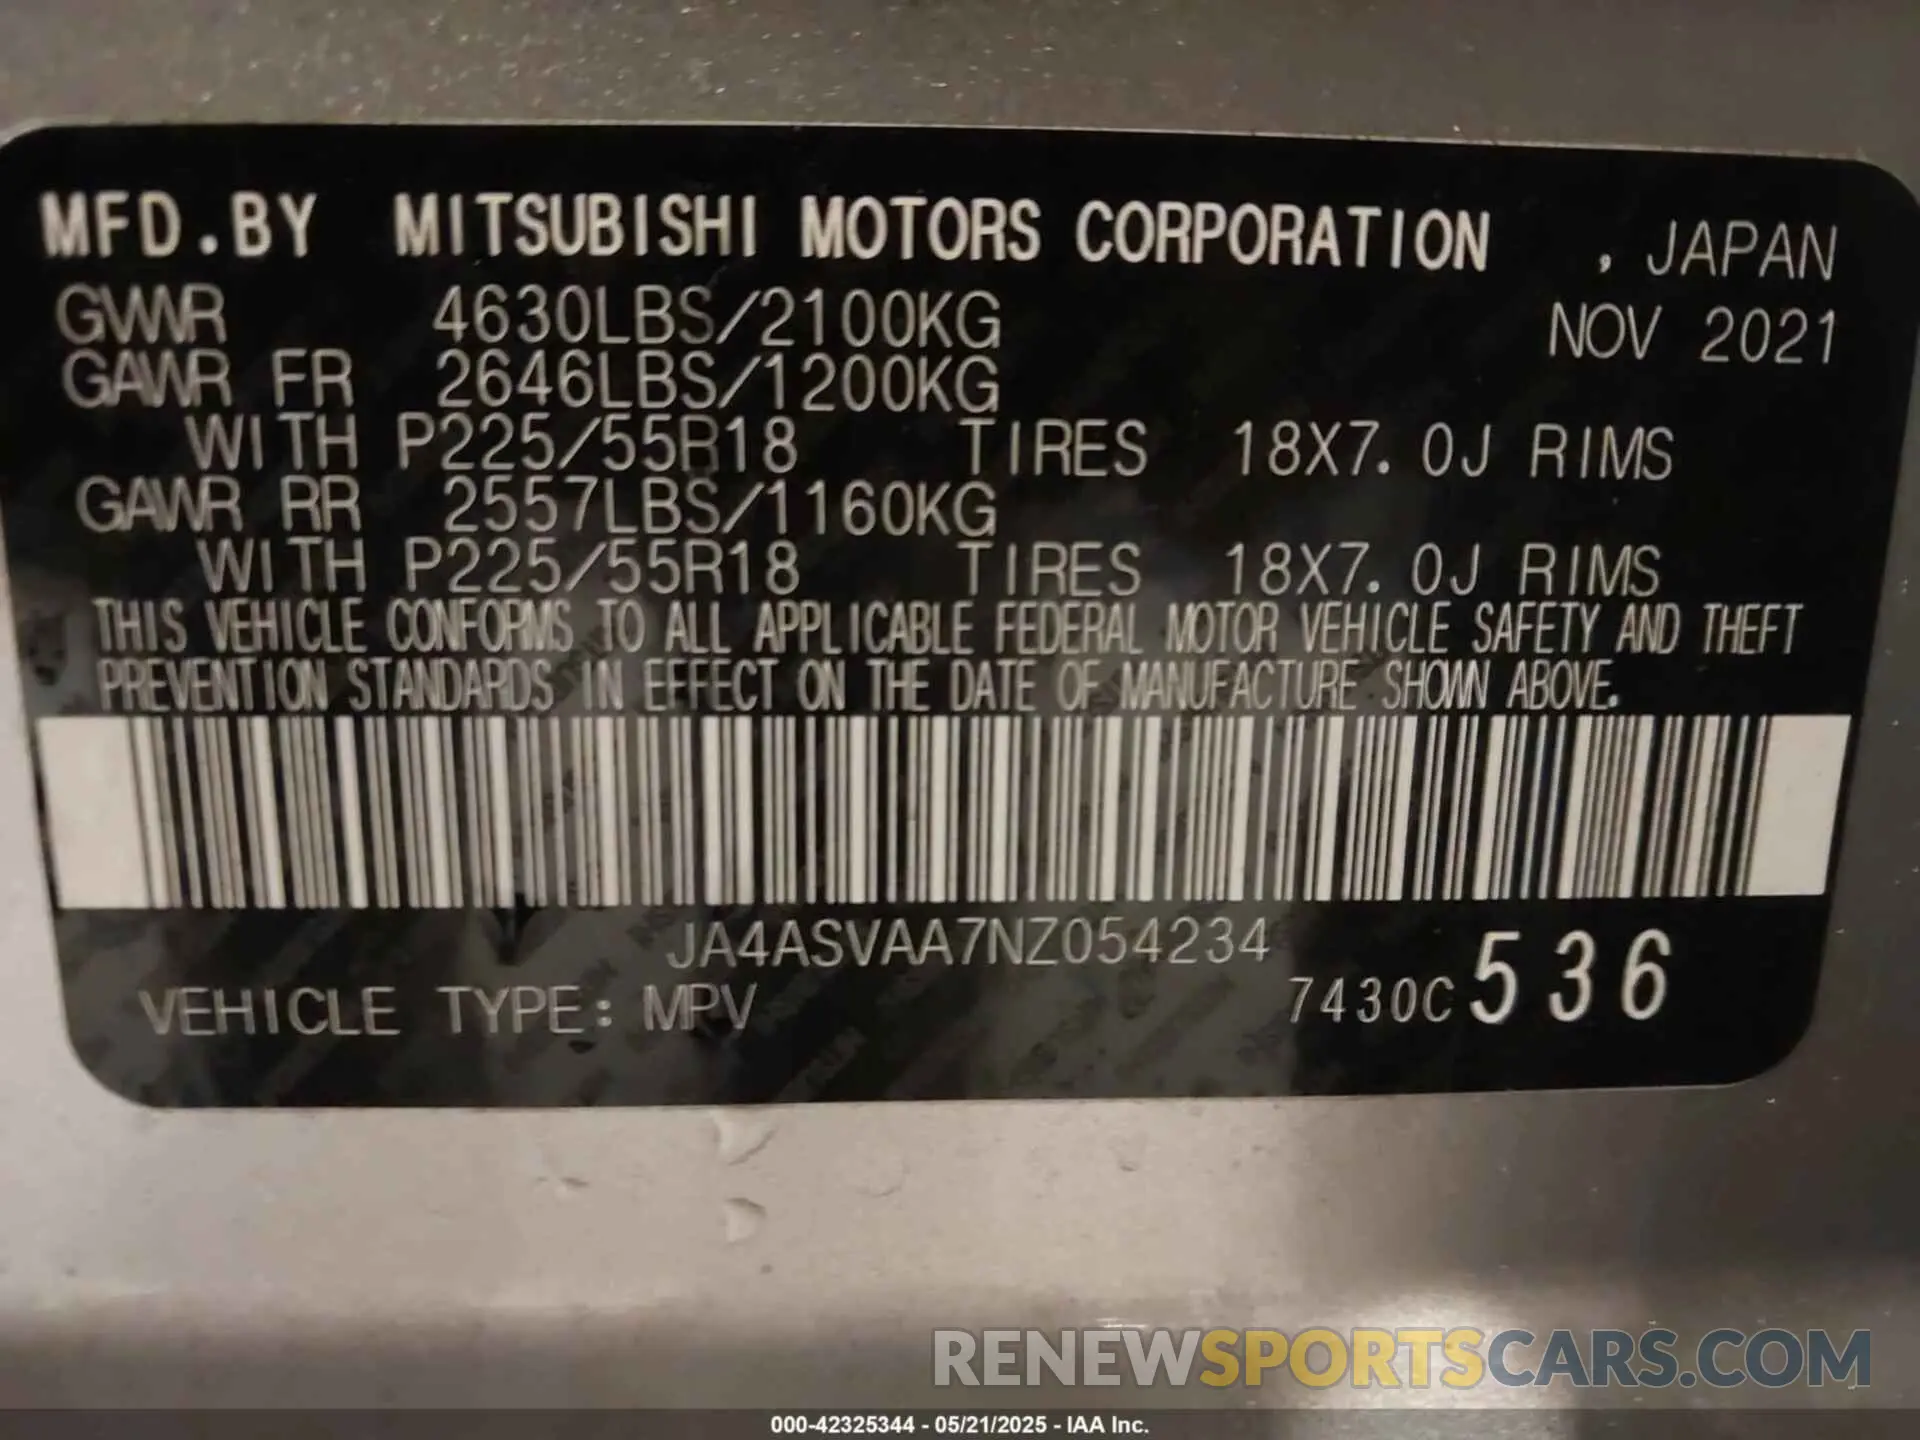 MFD.BY MITSUBISHI MOTORS CORPORATION , JAPAN
GVWR 4630LBS/2100KG NOV 2021
GAWR FR 2646LBS/1200KG
WITH P225/55R18 TIRES 18X7.0J RIMS
GAWR RR 2557LBS/1160KG
WITH P225/55R18 TIRES 18X7.0J RIMS
THIS VEHICLE CONFORMS TO ALL APPLICABLE FEDERAL MOTOR VEHICLE SAFETY AND THEFT
PREVENTION STANDARDS IN EFFECT ON THE DATE OF MANUFACTURE SHOWN ABOVE.
JA4ASVAA7NZ054234
VEHICLE TYPE: MPV 7430C 536
RENEWSPORTSCARS.COM
000-42325344 - 05/21/2025 - IAA Inc.